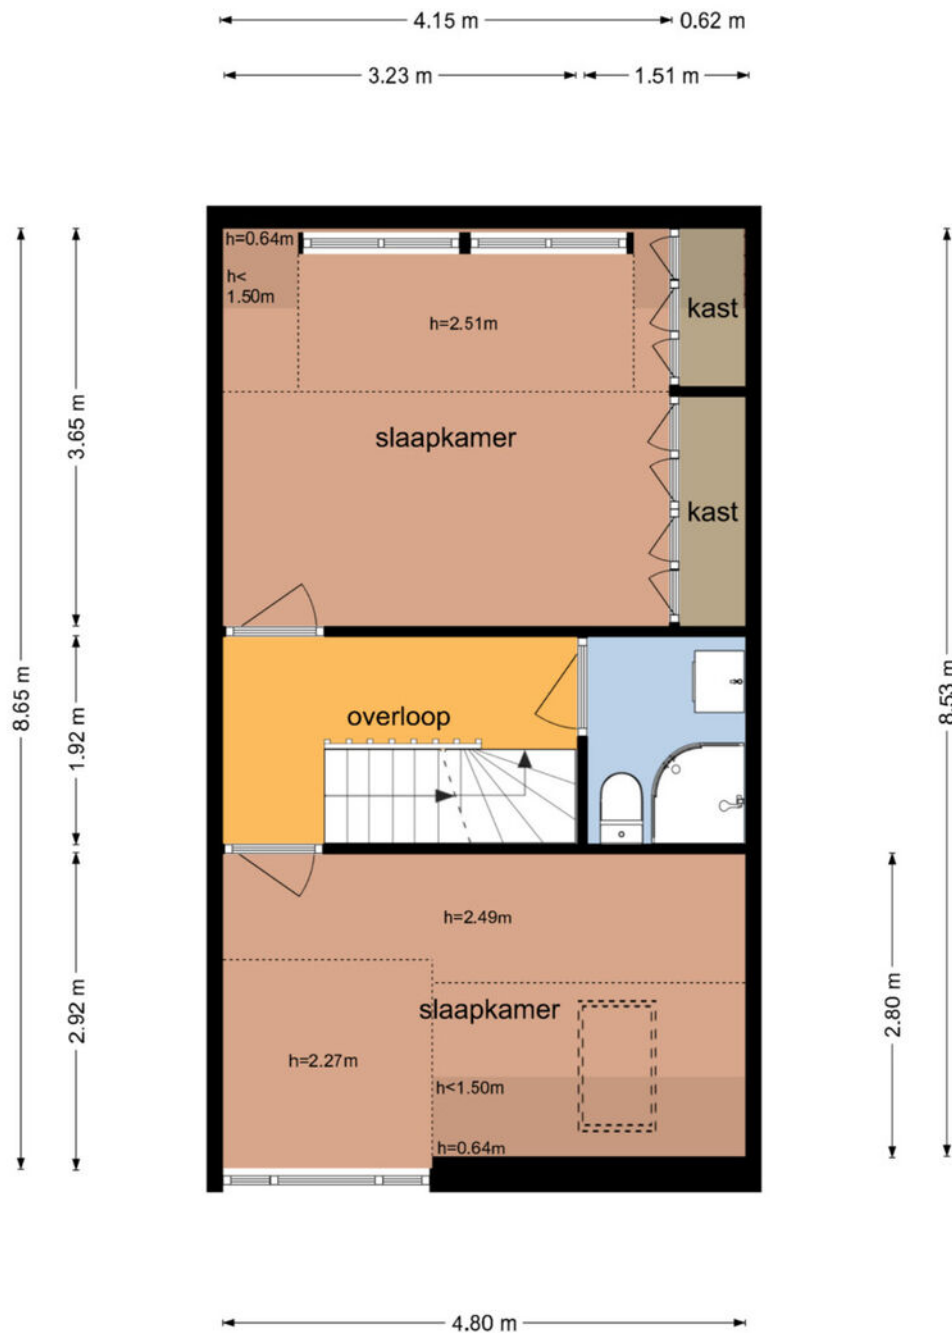 4.15 m
0.62 m
3.23 m
1.51 m
h=0.64m
h<
1.50m
kast
h=2.51m
3.65 m
slaapkamer
kast
8.65 m
8.53 m
1.92 m
overloop
h=2.49m
2.92 m
2.80 m
slaapkamer
h=2.27m
h<1.50m
h=0.64m
4.80 m